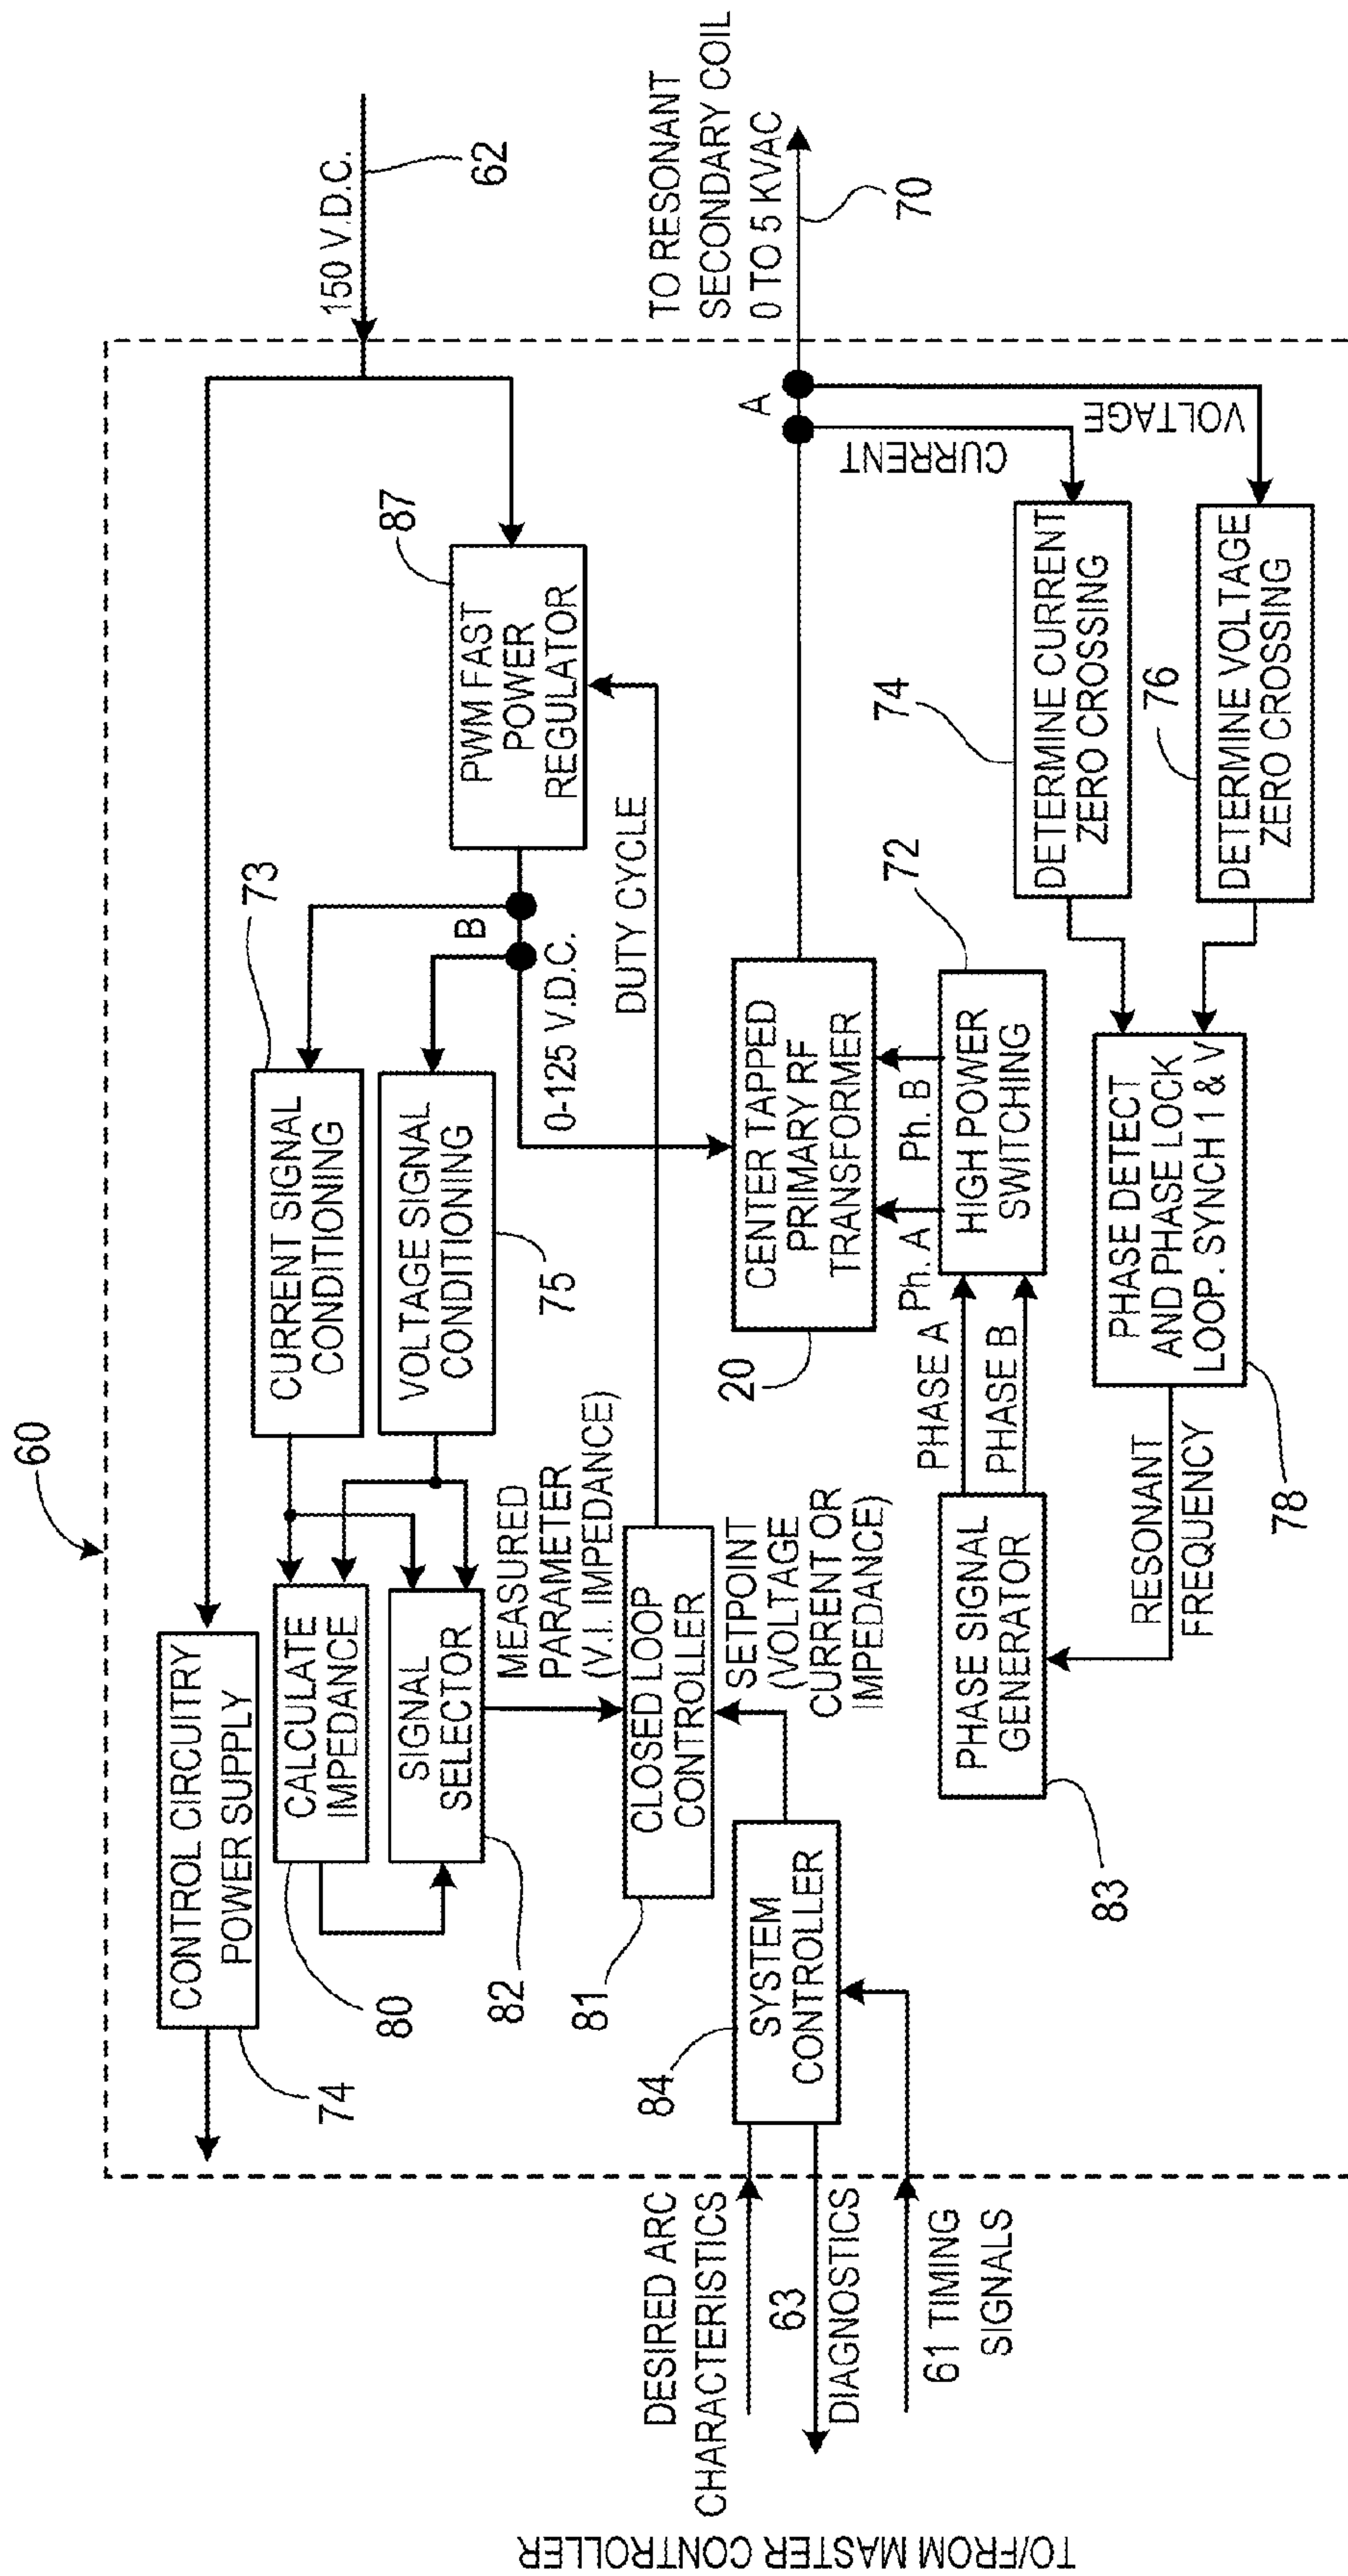 60
150 V.D.C.
62
CONTROL CIRCUITRY
POWER SUPPLY
74
CALCULATE
IMPEDANCE
80
SIGNAL
SELECTOR
82
CURRENT SIGNAL
CONDITIONING
73
VOLTAGE SIGNAL
CONDITIONING
75
B
0-125 V.D.C.
PWM FAST
POWER
REGULATOR
87
MEASURED
PARAMETER
(V.I. IMPEDANCE)
CLOSED LOOP
CONTROLLER
81
DUTY CYCLE
SETPOINT
(VOLTAGE
CURRENT OR
IMPEDANCE)
SYSTEM
CONTROLLER
84
DESIRED ARC
CHARACTERISTICS
63
DIAGNOSTICS
61 TIMING
SIGNALS
TO/FROM MASTER CONTROLLER
CENTER TAPPED
PRIMARY RF
TRANSFORMER
20
Ph. A
Ph. B
HIGH POWER
SWITCHING
72
PHASE A
PHASE B
PHASE SIGNAL
GENERATOR
83
RESONANT
FREQUENCY
PHASE DETECT
AND PHASE LOCK
LOOP. SYNCH 1 & V
78
DETERMINE CURRENT
ZERO CROSSING
74
DETERMINE VOLTAGE
ZERO CROSSING
76
CURRENT
VOLTAGE
A
TO RESONANT
SECONDARY COIL
0 TO 5 KVAC
70